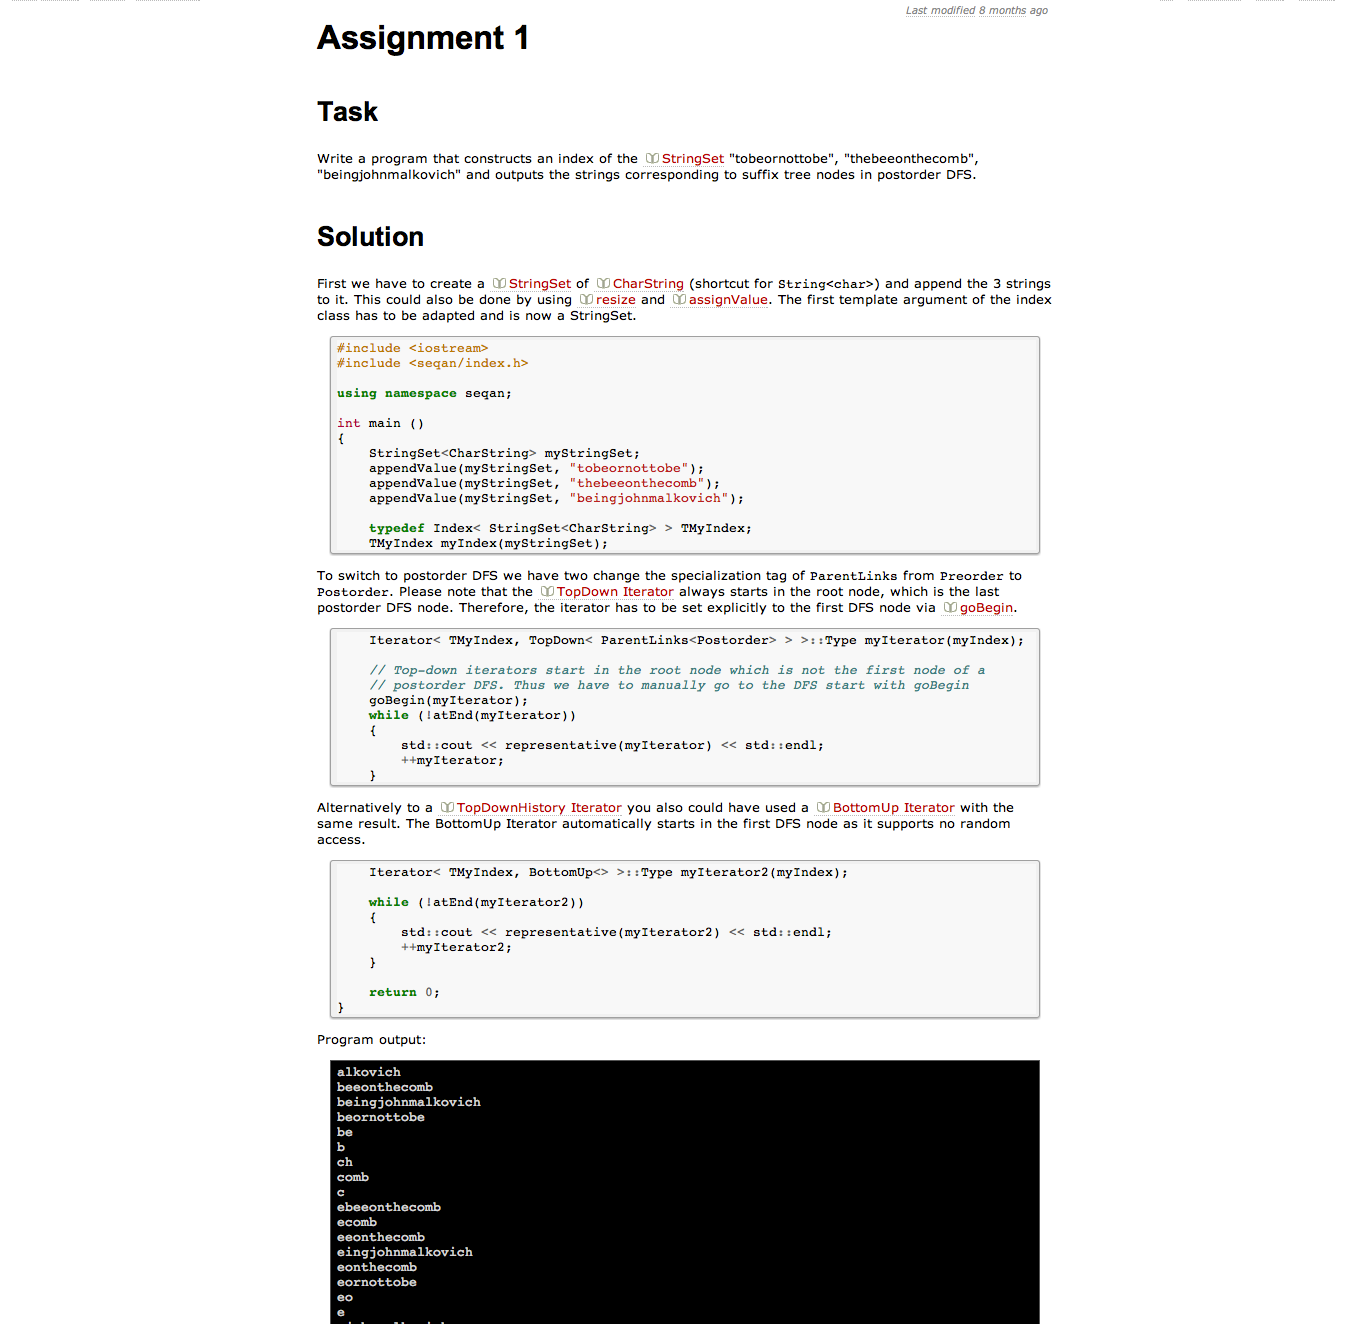 Last modified 8 months ago
Assignment 1
Task
Write a program that constructs an index of the StringSet "tobeornottobe", "thebeeonthecomb",
"beingjohnmalkovich" and outputs the strings corresponding to suffix tree nodes in postorder DFS.
Solution
First we have to create a StringSet of CharString (shortcut for String<char>) and append the 3 strings
to it. This could also be done by using resize and assignValue. The first template argument of the index
class has to be adapted and is now a StringSet.
#include <iostream>
#include <seqan/index.h>
using namespace seqan;
int main ()
{
StringSet<CharString> myStringSet;
appendValue(myStringSet, "tobeornottobe");
appendValue(myStringSet, "thebeeonthecomb");
appendValue(myStringSet, "beingjohnmalkovich");
typedef Index< StringSet<CharString> > TMyIndex;
TMyIndex myIndex(myStringSet);
To switch to postorder DFS we have two change the specialization tag of ParentLinks from Preorder to
Postorder. Please note that the TopDown Iterator always starts in the root node, which is the last
postorder DFS node. Therefore, the iterator has to be set explicitly to the first DFS node via goBegin.
Iterator< TMyIndex, TopDown< ParentLinks<Postorder> > >::Type myIterator(myIndex);
// Top-down iterators start in the root node which is not the first node of a
// postorder DFS. Thus we have to manually go to the DFS start with goBegin
goBegin(myIterator);
while (!atEnd(myIterator))
{
std::cout << representative(myIterator) << std::endl;
++myIterator;
}
Alternatively to a TopDownHistory Iterator you also could have used a BottomUp Iterator with the
same result. The BottomUp Iterator automatically starts in the first DFS node as it supports no random
access.
Iterator< TMyIndex, BottomUp<> >::Type myIterator2(myIndex);
while (!atEnd(myIterator2))
{
std::cout << representative(myIterator2) << std::endl;
++myIterator2;
}
return 0;
}
Program output:
alkovich
beeonthecomb
beingjohnmalkovich
beornottobe
be
b
ch
comb
c
ebeeonthecomb
ecomb
eeonthecomb
eingjohnmalkovich
eonthecomb
eornottobe
eo
e